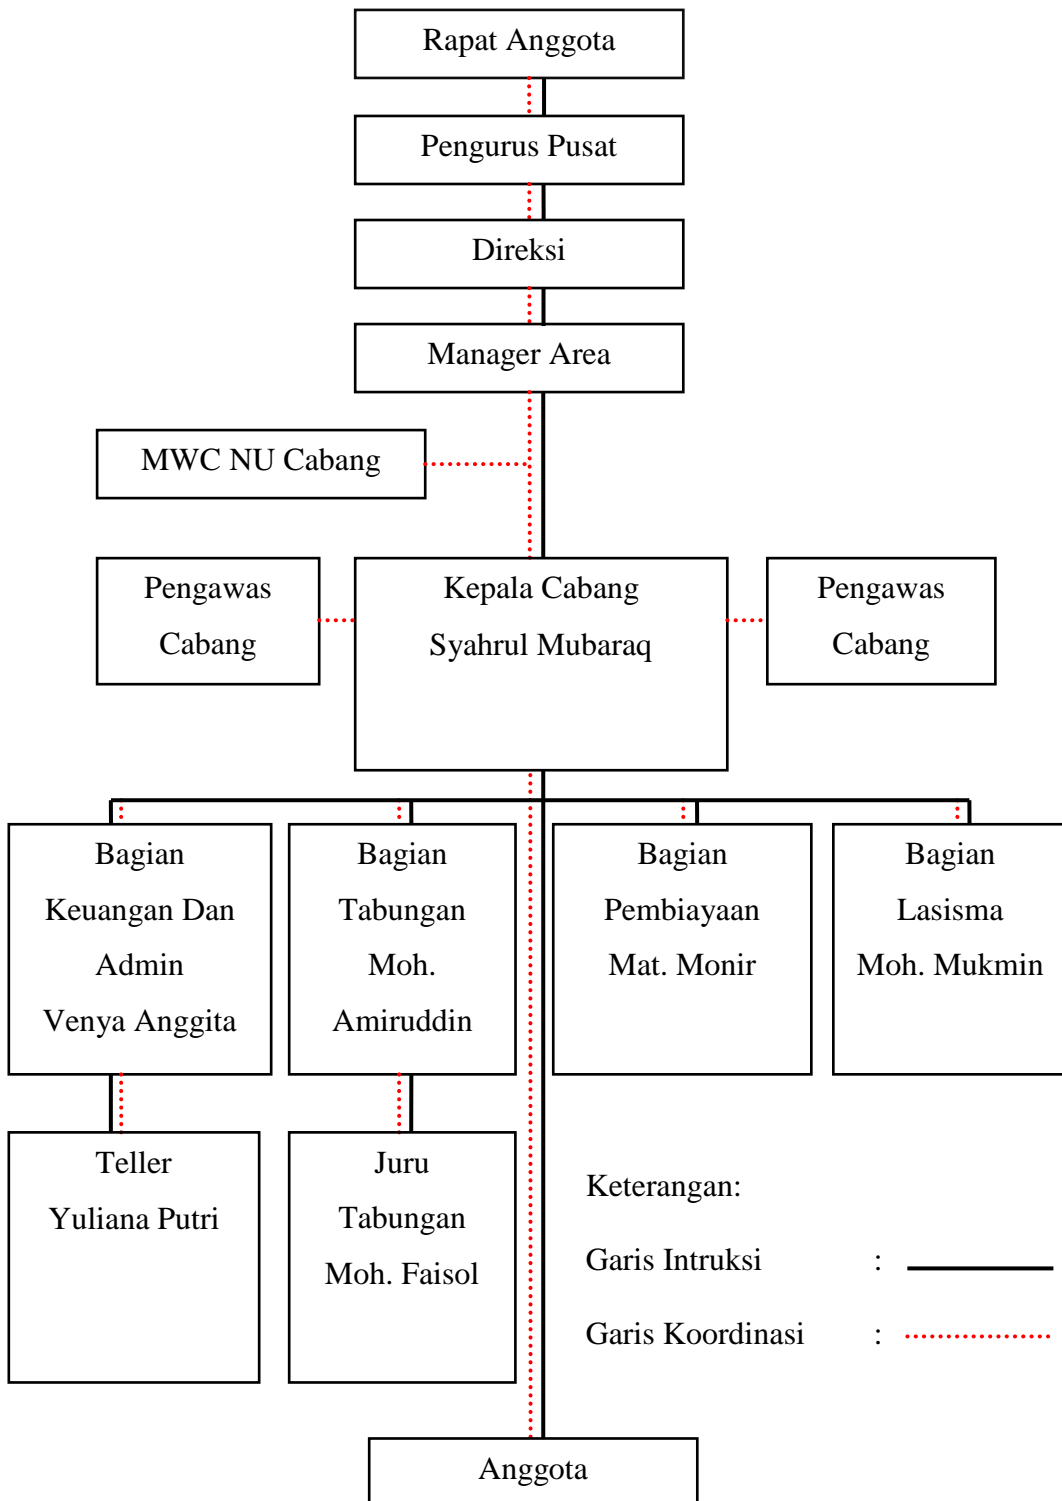 Rapat Anggota
Pengurus Pusat
Direksi
Manager Area
MWC NU Cabang
Pengawas
Cabang
Kepala Cabang
Syahrul Mubaraq
Pengawas
Cabang
Bagian
Keuangan Dan
Admin
Venya Anggita
Bagian
Tabungan
Moh.
Amiruddin
Bagian
Pembiayaan
Mat. Monir
Bagian
Lasisma
Moh. Mukmin
Teller
Yuliana Putri
Juru
Tabungan
Moh. Faisol
Keterangan:
Garis Intruksi :
Garis Koordinasi :
Anggota